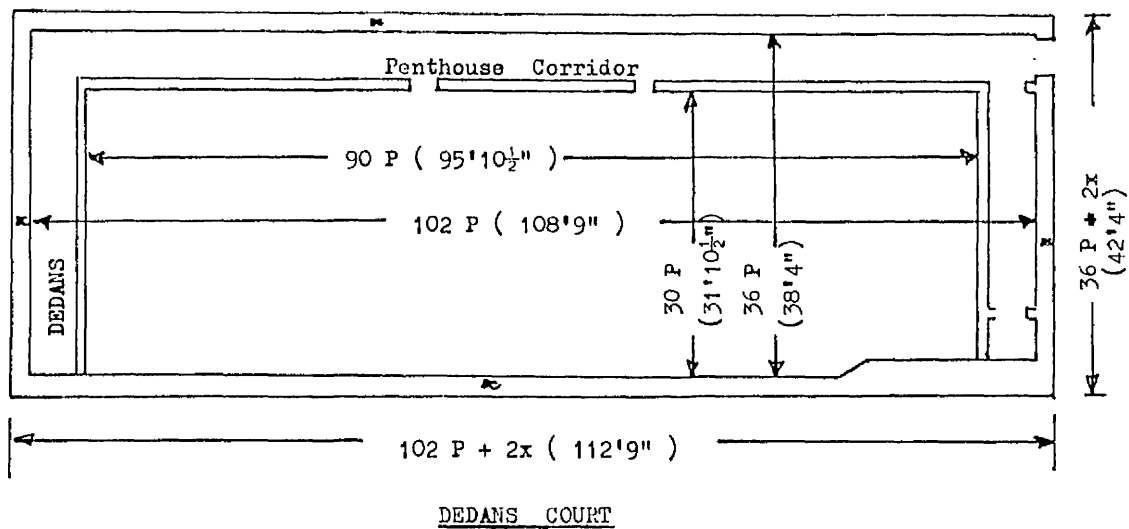 x
Penthouse Corridor
90 P ( 95'10½" )
102 P ( 108'9" )
x
x
DEDANS
30 P
(31'10½")
36 P
(38'4")
36 P + 2x
(42'4")
x
102 P + 2x ( 112'9" )
DEDANS COURT